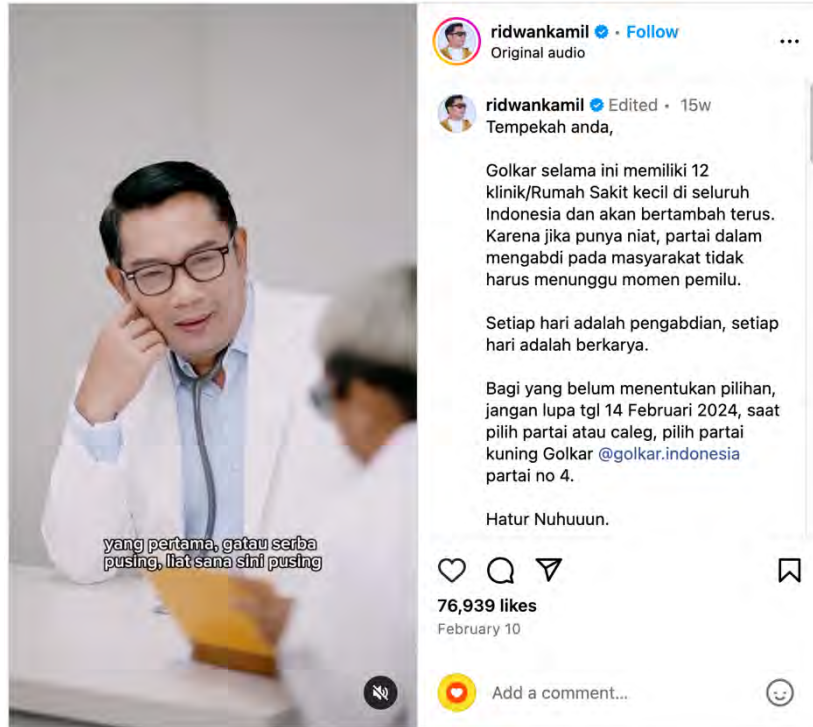 ridwankamil • Follow
Original audio
ridwankamil Edited • 15w
Tempekah anda,
Golkar selama ini memiliki 12
klinik/Rumah Sakit kecil di seluruh
Indonesia dan akan bertambah terus.
Karena jika punya niat, partai dalam
mengabdi pada masyarakat tidak
harus menunggu momen pemilu.
Setiap hari adalah pengabdian, setiap
hari adalah berkarya.
Bagi yang belum menentukan pilihan,
jangan lupa tgl 14 Februari 2024, saat
pilih partai atau caleg, pilih partai
kuning Golkar @golkar.indonesia
partai no 4.
Hatur Nuhuuun.
yang pertama, gatau serba
pusing, liat sana sini pusing
76,939 likes
February 10
Add a comment...